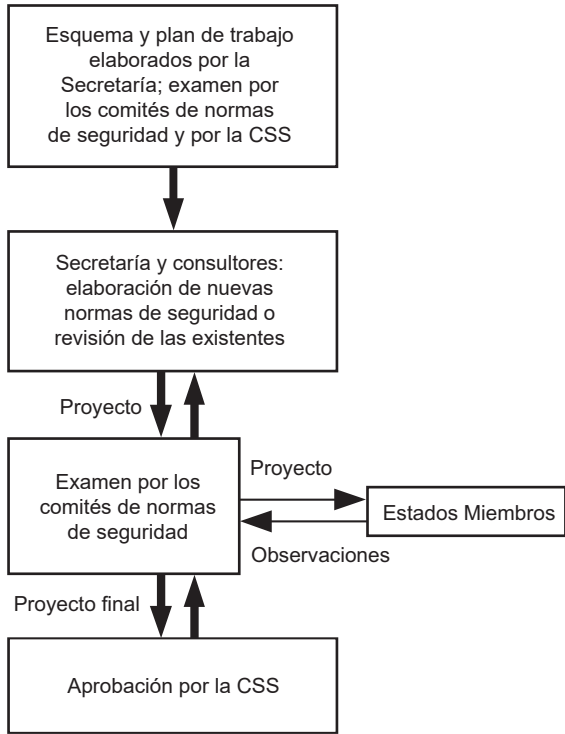 Esquema y plan de trabajo
elaborados por la
Secretaría; examen por
los comités de normas
de seguridad y por la CSS
Secretaría y consultores:
elaboración de nuevas
normas de seguridad o
revisión de las existentes
Proyecto
Examen por los
comités de normas
de seguridad
Proyecto
Estados Miembros
Observaciones
Proyecto final
Aprobación por la CSS